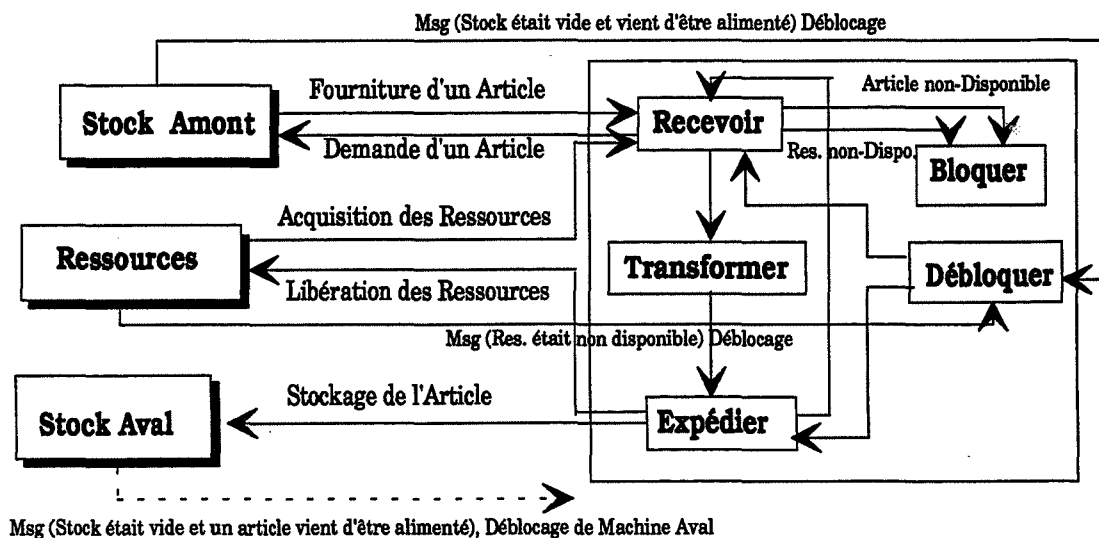 Msg (Stock était vide et vient d'être alimenté) Déblocage
Stock Amont
Fourniture d'un Article
Demande d'un Article
Recevoir
Article non-Disponible
Res. non-Dispo.
Bloquer
Acquisition des Ressources
Ressources
Libération des Ressources
Transformer
Débloquer
Msg (Res. était non disponible) Déblocage
Stockage de l'Article
Stock Aval
Expédier
Msg (Stock était vide et un article vient d'être alimenté), Déblocage de Machine Aval